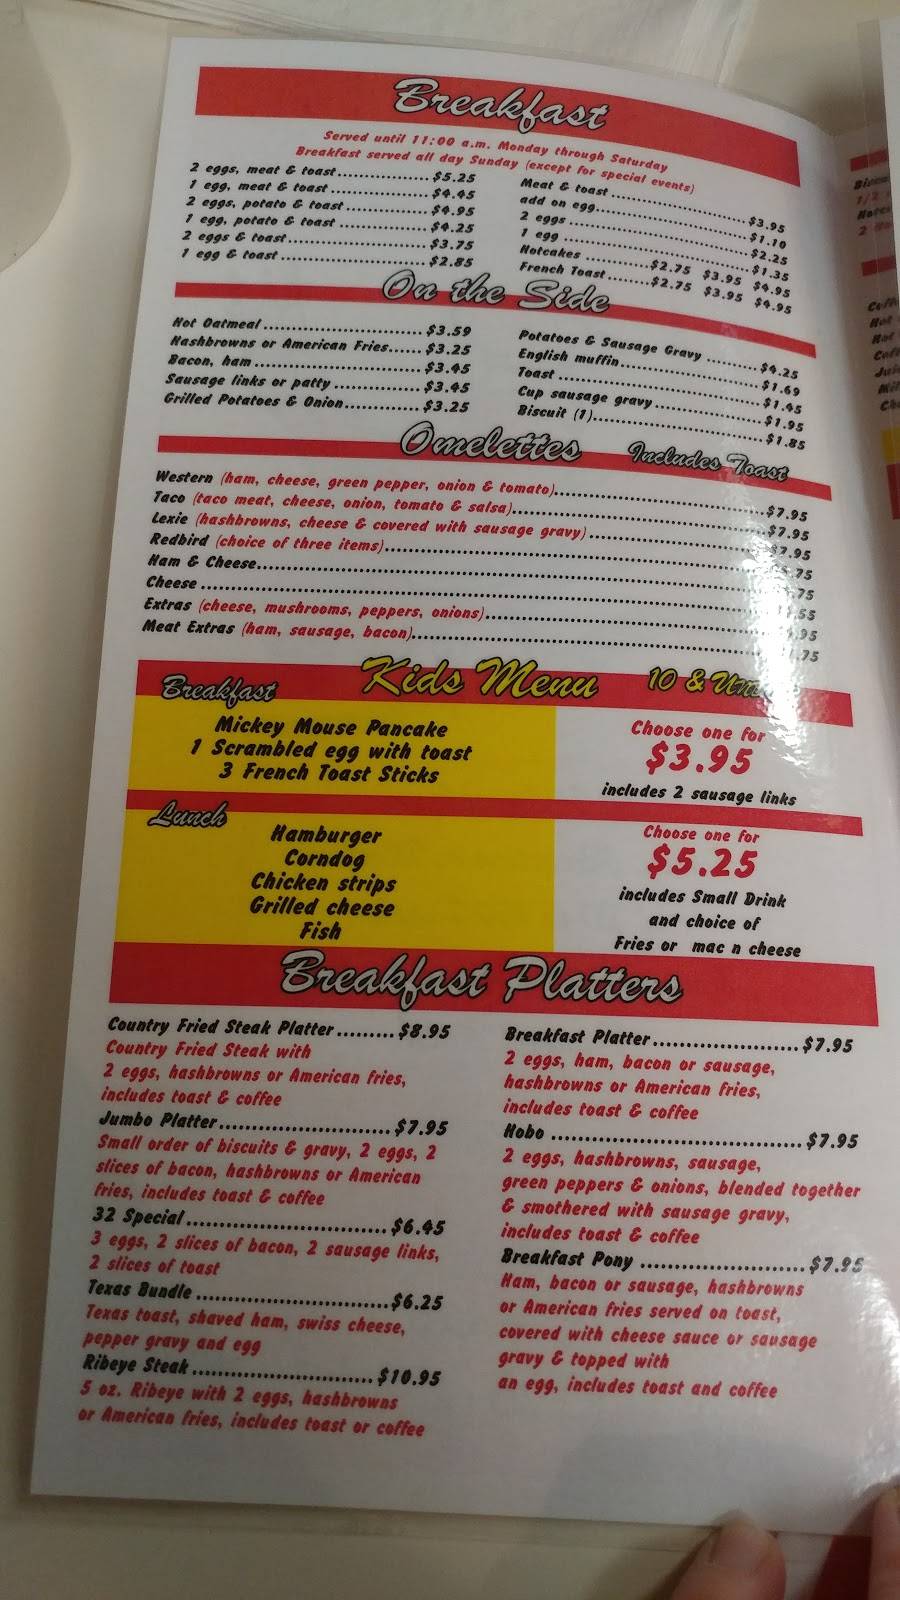 Breakfast
Served until 11:00 a.m. Monday through Saturday
Breakfast served all day Sunday (except for special events)
2 eggs, meat & toast.................$5.25
1 egg, meat & toast..................$4.45
2 eggs, potato & toast...............$4.95
1 egg, potato & toast................$4.25
2 eggs & toast.......................$3.75
1 egg & toast........................$2.85
Meat & toast.........................$3.95
add on egg...........................$1.10
2 eggs...............................$2.25
1 egg................................$1.35
Hotcakes..........$2.75 $3.95 $4.95
French Toast......$2.75 $3.95 $4.95
On the Side
Hot Oatmeal..........................$3.59
Hashbrowns or American Fries......$3.25
Bacon, ham...........................$3.45
Sausage links or patty..............$3.45
Grilled Potatoes & Onion............$3.25
Potatoes & Sausage Gravy.........$4.25
English muffin.......................$1.69
Toast................................$1.45
Cup sausage gravy..................$1.95
Biscuit (1)..........................$1.85
Omelettes Includes Toast
Western (ham, cheese, green pepper, onion & tomato)..............................$7.95
Taco (taco meat, cheese, onion, tomato & salsa)..............................$7.95
Lexie (hashbrowns, cheese & covered with sausage gravy)....................$7.95
Redbird (choice of three items)..............................75
Ham & Cheese..............................75
Cheese..............................55
Extras (cheese, mushrooms, peppers, onions)..............................95
Meat Extras (ham, sausage, bacon)..............................75
Kids Menu 10 &
Breakfast
Mickey Mouse Pancake
1 Scrambled egg with toast
3 French Toast Sticks
Choose one for
$3.95
includes 2 sausage links
Lunch
Hamburger
Corndog
Chicken strips
Grilled cheese
Fish
Choose one for
$5.25
includes Small Drink
and choice of
Fries or mac n cheese
Breakfast Platters
Country Fried Steak Platter.........$8.95
Country Fried Steak with
2 eggs, hashbrowns or American fries,
includes toast & coffee
Jumbo Platter............................$7.95
Small order of biscuits & gravy, 2 eggs, 2
slices of bacon, hashbrowns or American
fries, includes toast & coffee
32 Special................................$6.45
3 eggs, 2 slices of bacon, 2 sausage links,
2 slices of toast
Texas Bundle.............................$6.25
Texas toast, shaved ham, swiss cheese,
pepper gravy and egg
Ribeye Steak............................$10.95
5 oz. Ribeye with 2 eggs, hashbrowns
or American fries, includes toast or coffee
Breakfast Platter.......................$7.95
2 eggs, ham, bacon or sausage,
hashbrowns or American fries,
includes toast & coffee
Hobo.......................................$7.95
2 eggs, hashbrowns, sausage,
green peppers & onions, blended together
& smothered with sausage gravy,
includes toast & coffee
Breakfast Pony..........................$7.95
Ham, bacon or sausage, hashbrowns
or American fries served on toast,
covered with cheese sauce or sausage
gravy & topped with
an egg, includes toast and coffee